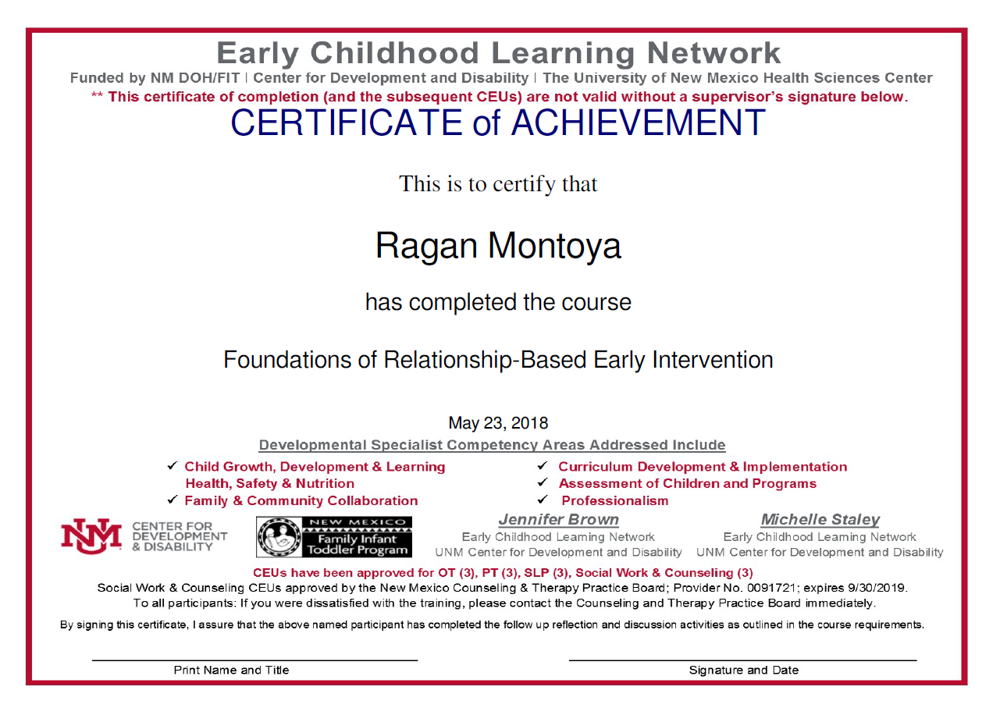 Early Childhood Learning Network
Funded by NM DOH/FIT | Center for Development and Disability | The University of New Mexico Health Sciences Center
** This certificate of completion (and the subsequent CEUs) are not valid without a supervisor's signature below.
CERTIFICATE of ACHIEVEMENT
This is to certify that
Ragan Montoya
has completed the course
Foundations of Relationship-Based Early Intervention
May 23, 2018
Developmental Specialist Competency Areas Addressed Include
✓ Child Growth, Development & Learning
Health, Safety & Nutrition
✓ Family & Community Collaboration
✓ Curriculum Development & Implementation
✓ Assessment of Children and Programs
✓ Professionalism
NM
CENTER FOR
DEVELOPMENT
& DISABILITY
NEW MEXICO
Family Infant
Toddler Program
Jennifer Brown
Early Childhood Learning Network
UNM Center for Development and Disability
Michelle Staley
Early Childhood Learning Network
UNM Center for Development and Disability
CEUs have been approved for OT (3), PT (3), SLP (3), Social Work & Counseling (3)
Social Work & Counseling CEUs approved by the New Mexico Counseling & Therapy Practice Board; Provider No. 0091721; expires 9/30/2019.
To all participants: If you were dissatisfied with the training, please contact the Counseling and Therapy Practice Board immediately.
By signing this certificate, I assure that the above named participant has completed the follow up reflection and discussion activities as outlined in the course requirements.
Print Name and Title
Signature and Date